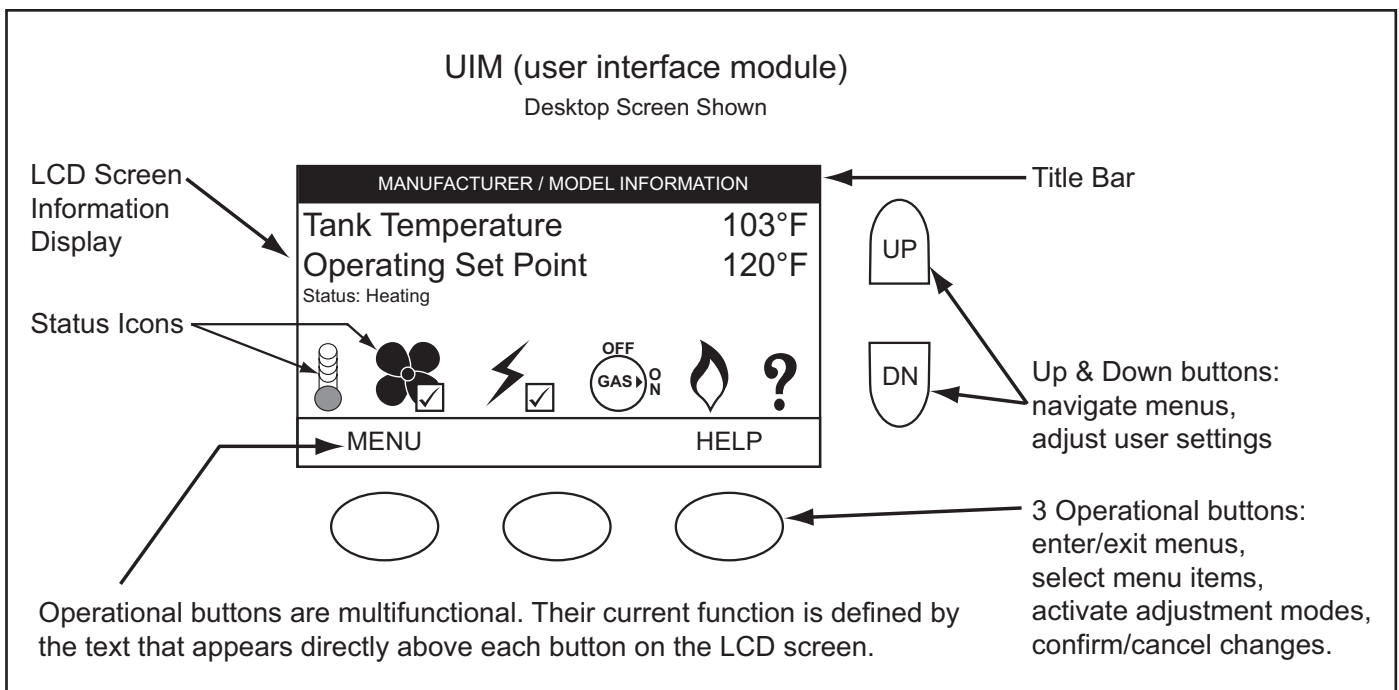 UIM (user interface module)
Desktop Screen Shown
LCD Screen
Information
Display
MANUFACTURER / MODEL INFORMATION
Title Bar
Tank Temperature 103°F
Operating Set Point 120°F
Status: Heating
UP
Status Icons
OFF
GAS
ON
?
DN
Up & Down buttons:
navigate menus,
adjust user settings
MENU HELP
3 Operational buttons:
enter/exit menus,
select menu items,
activate adjustment modes,
confirm/cancel changes.
Operational buttons are multifunctional. Their current function is defined by
the text that appears directly above each button on the LCD screen.